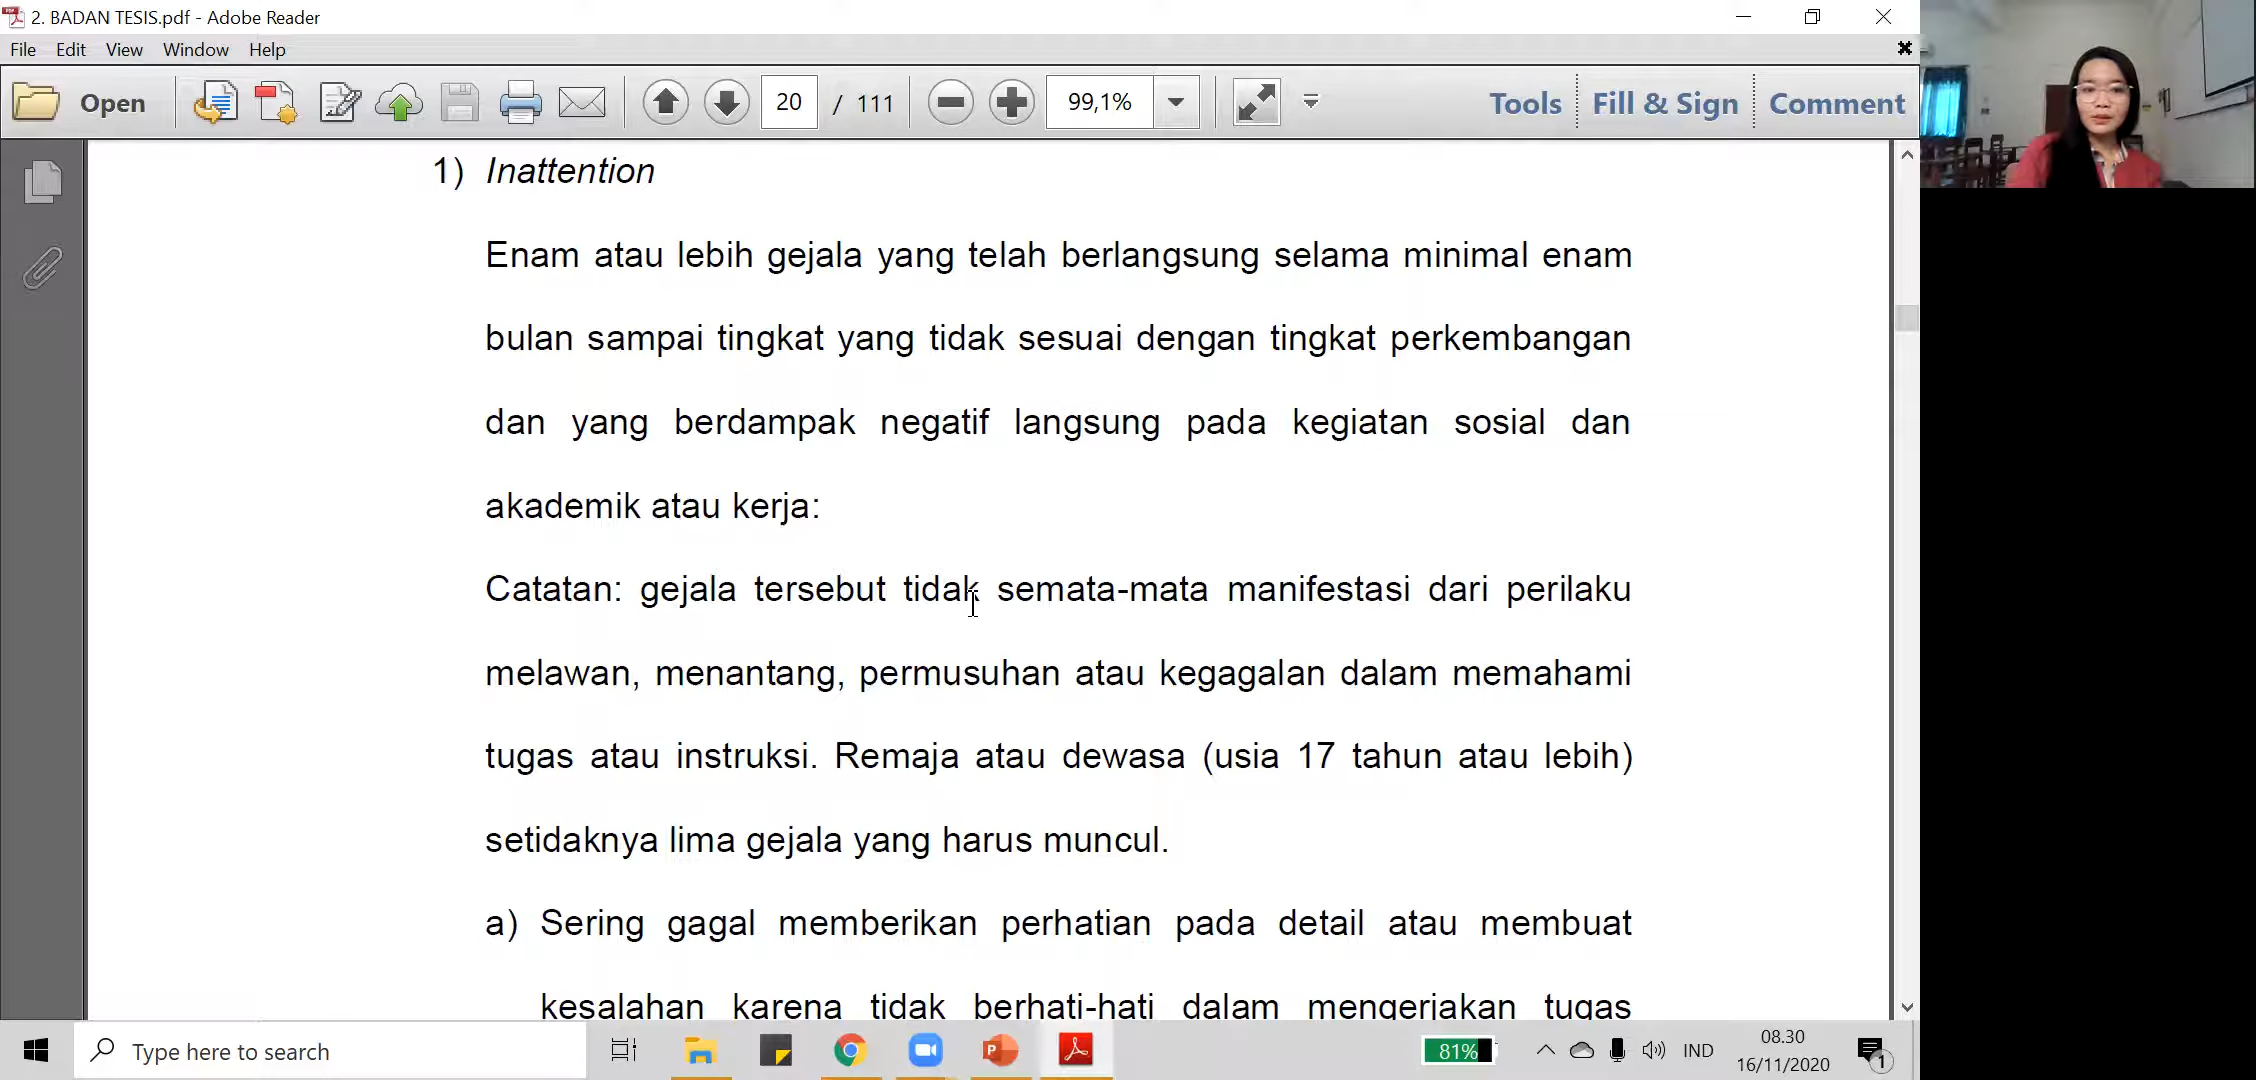 2. BADAN TESIS.pdf - Adobe Reader
File Edit View Window Help
Open 20 / 111 99,1% Tools Fill & Sign Comment
1) Inattention
Enam atau lebih gejala yang telah berlangsung selama minimal enam
bulan sampai tingkat yang tidak sesuai dengan tingkat perkembangan
dan yang berdampak negatif langsung pada kegiatan sosial dan
akademik atau kerja:
Catatan: gejala tersebut tidak semata-mata manifestasi dari perilaku
melawan, menantang, permusuhan atau kegagalan dalam memahami
tugas atau instruksi. Remaja atau dewasa (usia 17 tahun atau lebih)
setidaknya lima gejala yang harus muncul.
a) Sering gagal memberikan perhatian pada detail atau membuat
kesalahan karena tidak berhati-hati dalam mengerjakan tugas
Type here to search 81% IND 08.30
16/11/2020 1